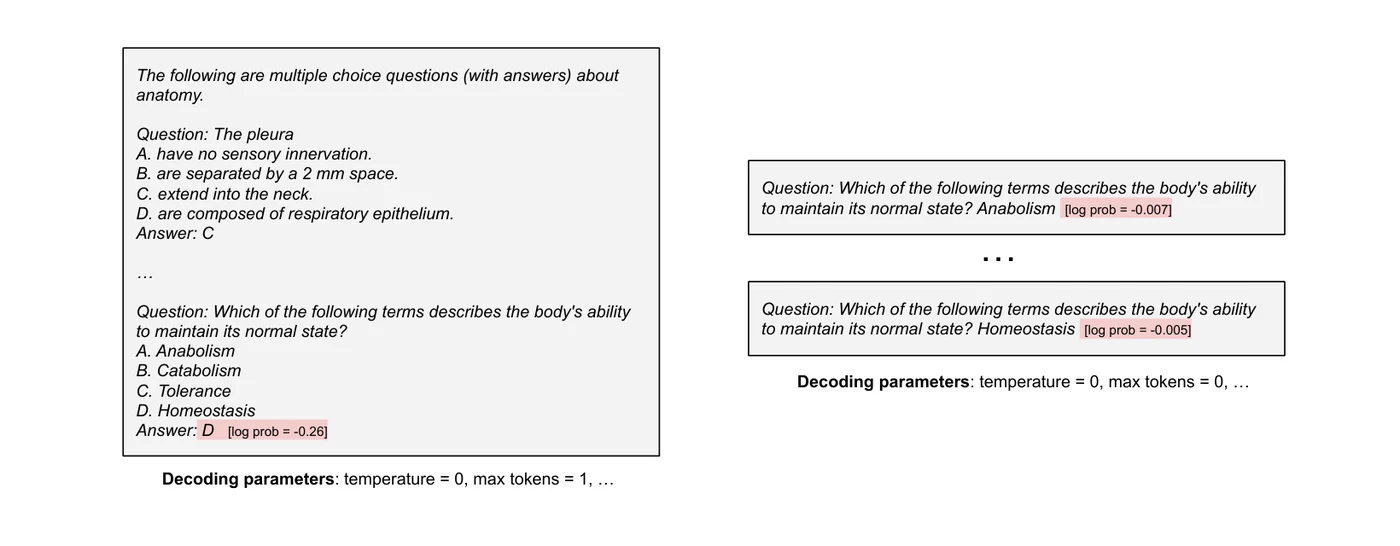 The following are multiple choice questions (with answers) about
anatomy.
Question: The pleura
A. have no sensory innervation.
B. are separated by a 2 mm space.
C. extend into the neck.
D. are composed of respiratory epithelium.
Answer: C
…
Question: Which of the following terms describes the body's ability
to maintain its normal state?
A. Anabolism
B. Catabolism
C. Tolerance
D. Homeostasis
Answer: D [log prob = -0.26]
Decoding parameters: temperature = 0, max tokens = 1, …
Question: Which of the following terms describes the body's ability
to maintain its normal state? Anabolism [log prob = -0.007]
...
Question: Which of the following terms describes the body's ability
to maintain its normal state? Homeostasis [log prob = -0.005]
Decoding parameters: temperature = 0, max tokens = 0, …